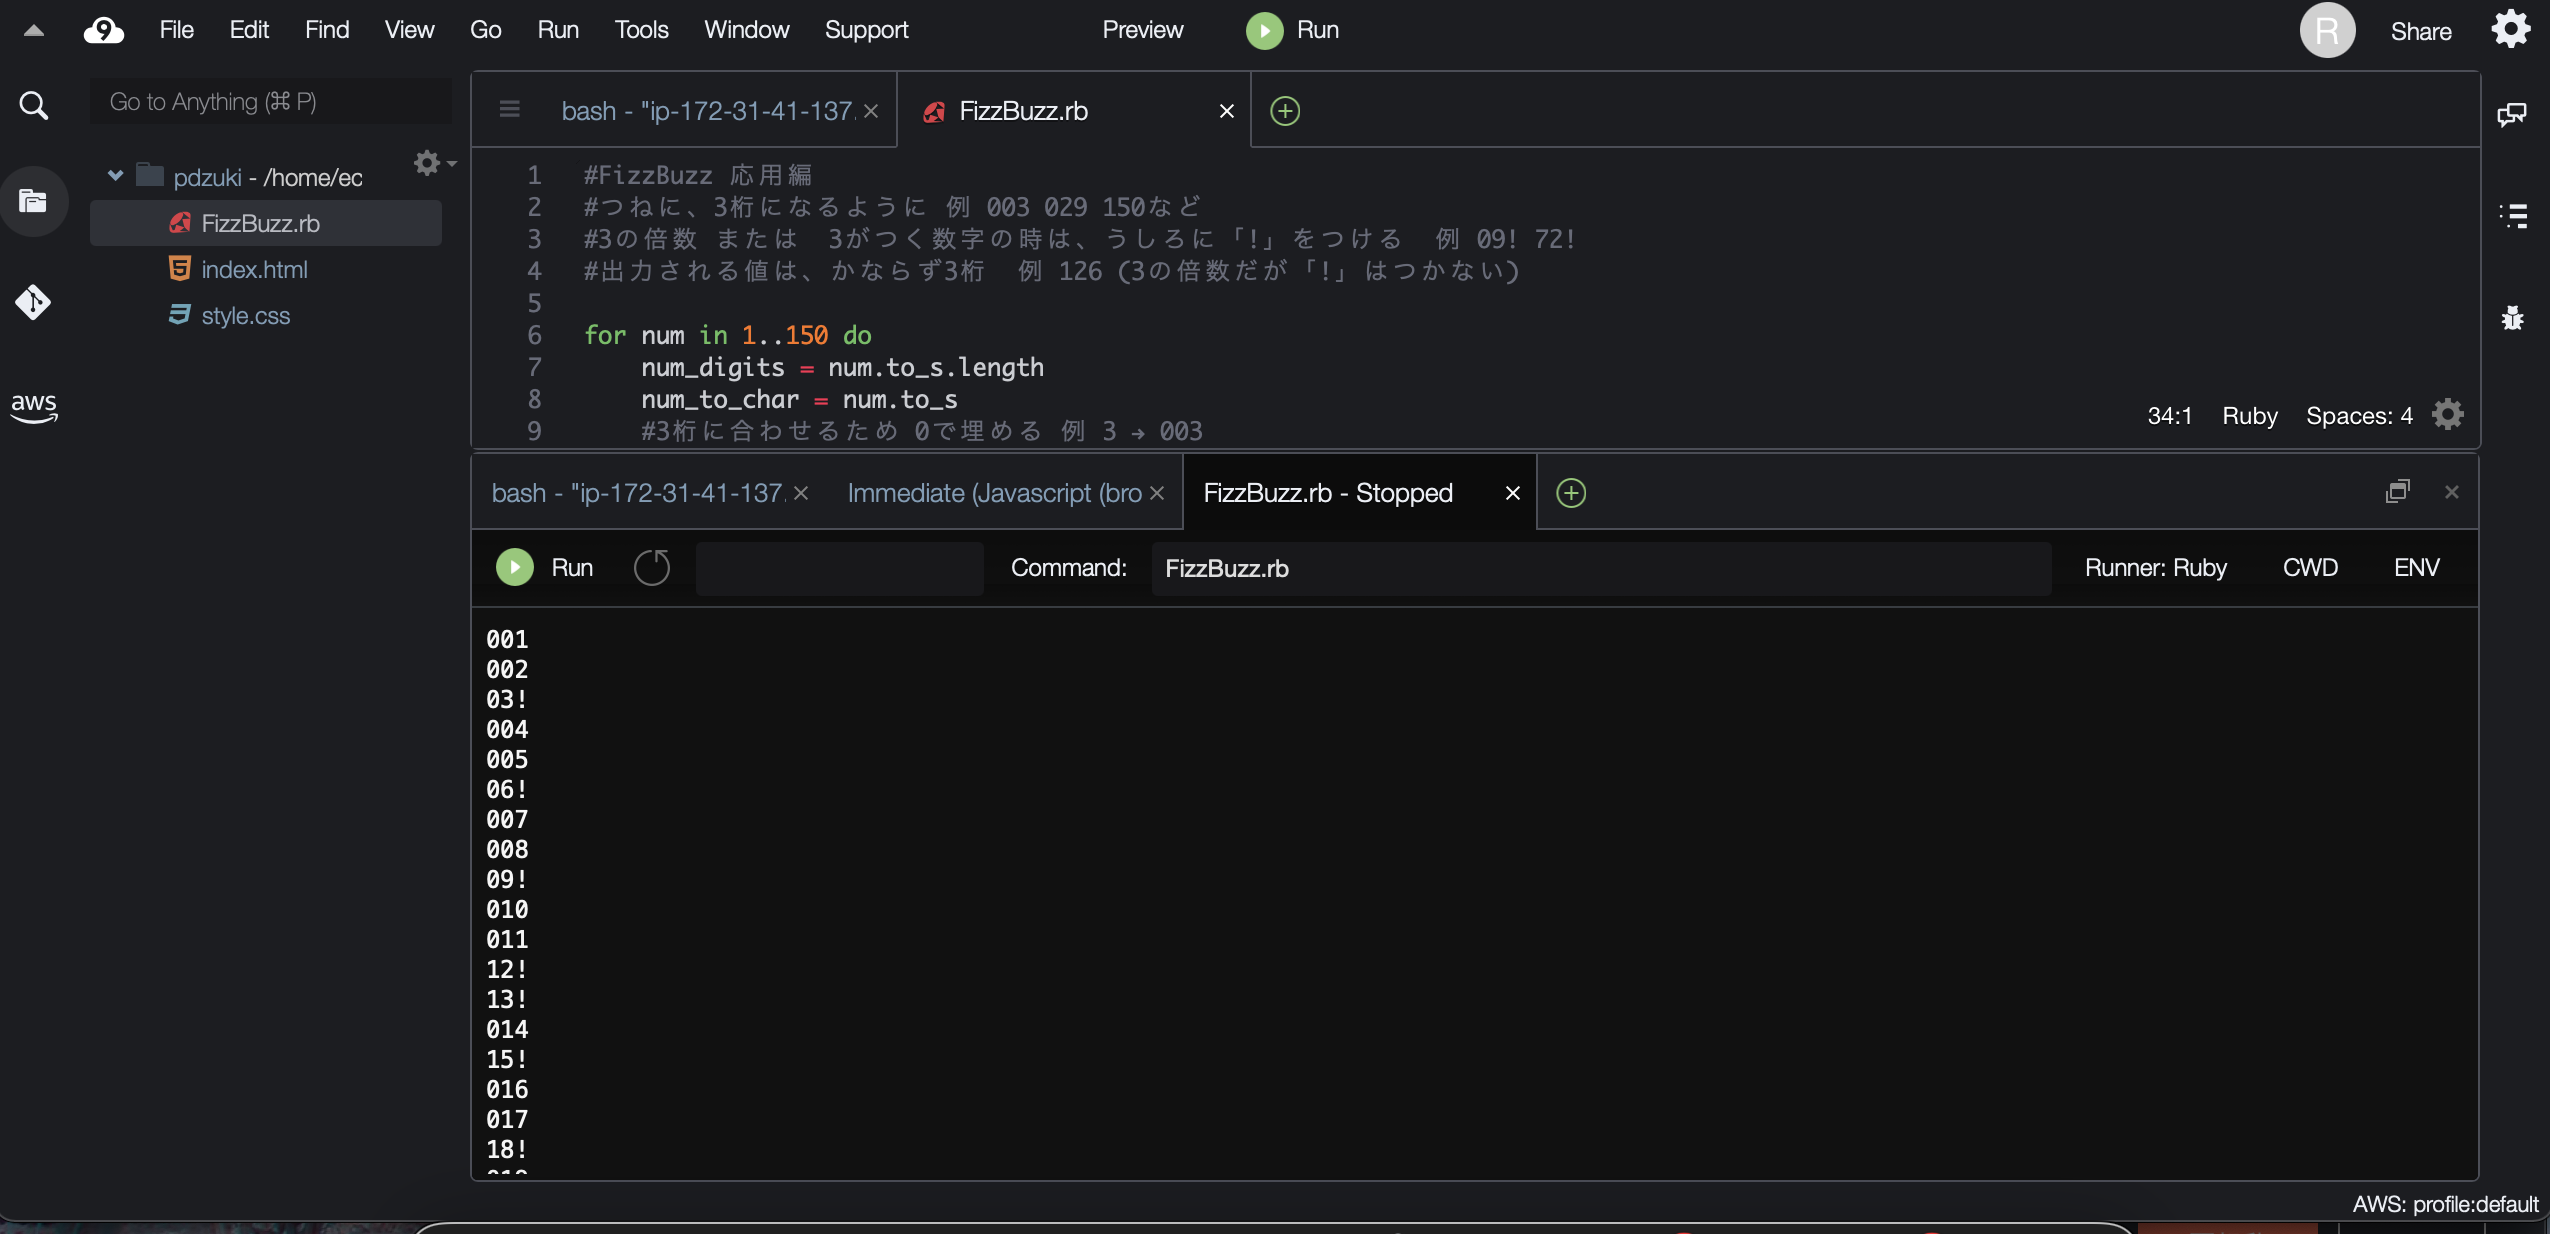 9 File Edit Find View Go Run Tools Window Support Preview Run R Share
Go to Anything (⌘ P)
pdzuki - /home/ec
FizzBuzz.rb
index.html
style.css
aws
bash - "ip-172-31-41-137. FizzBuzz.rb
1 #FizzBuzz 応用編
2 #つねに、3桁になるように 例 003 029 150など
3 #3の倍数 または 3がつく数字の時は、うしろに「!」をつける 例 09! 72!
4 #出力される値は、かならず3桁 例 126 (3の倍数だが「!」はつかない)
5
6 for num in 1..150 do
7 num_digits = num.to_s.length
8 num_to_char = num.to_s
9 #3桁に合わせるため 0で埋める 例 3 → 003
34:1 Ruby Spaces: 4
bash - "ip-172-31-41-137. Immediate (Javascript (bro FizzBuzz.rb - Stopped
Run Command: FizzBuzz.rb Runner: Ruby CWD ENV
001
002
03!
004
005
06!
007
008
09!
010
011
12!
13!
014
15!
016
017
18!
AWS: profile:default